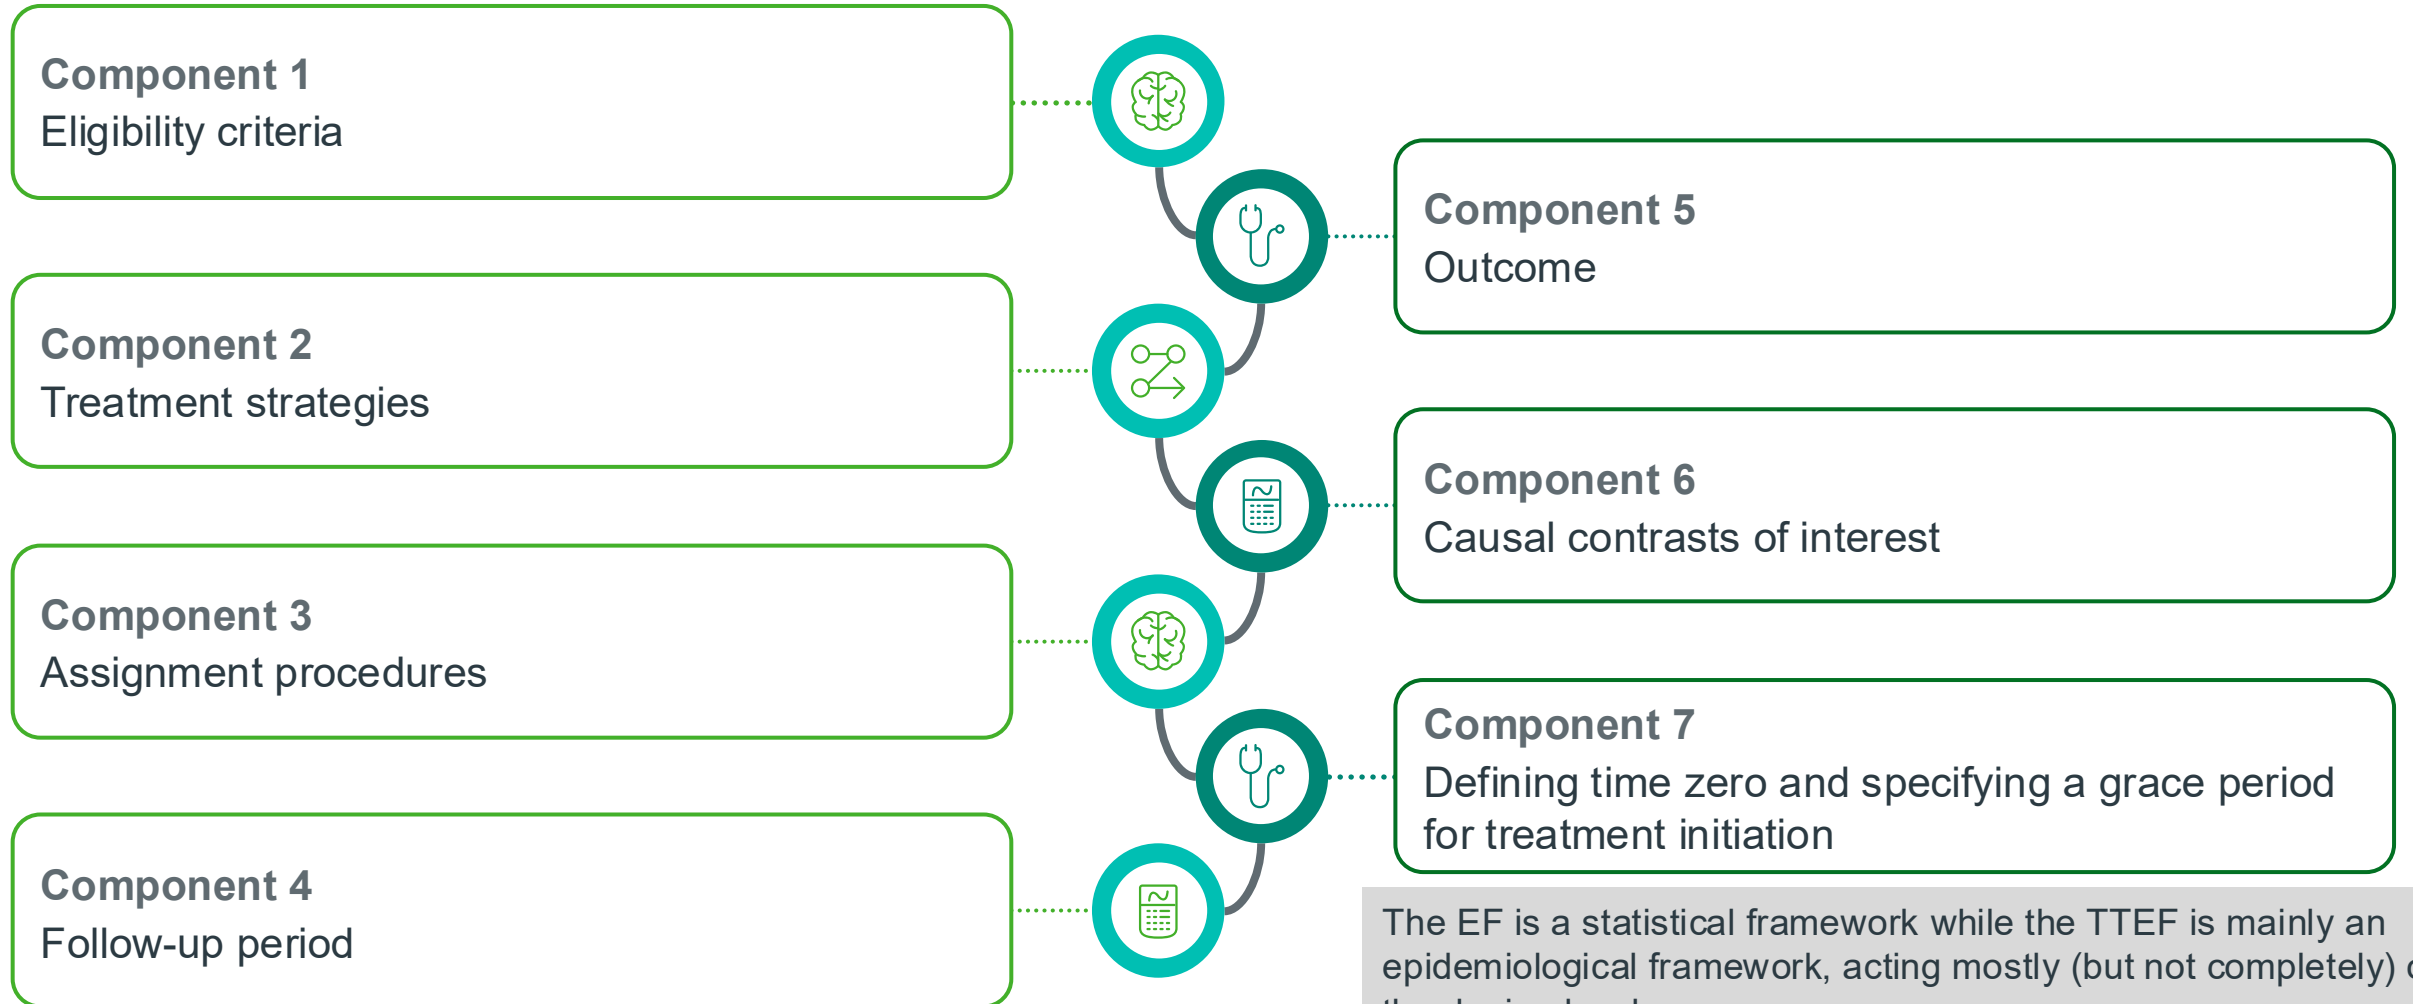 Component 1
Eligibility criteria
Component 2
Treatment strategies
Component 3
Assignment procedures
Component 4
Follow-up period
Component 5
Outcome
Component 6
Causal contrasts of interest
Component 7
Defining time zero and specifying a grace period
for treatment initiation
The EF is a statistical framework while the TTEF is mainly an
epidemiological framework, acting mostly (but not completely)